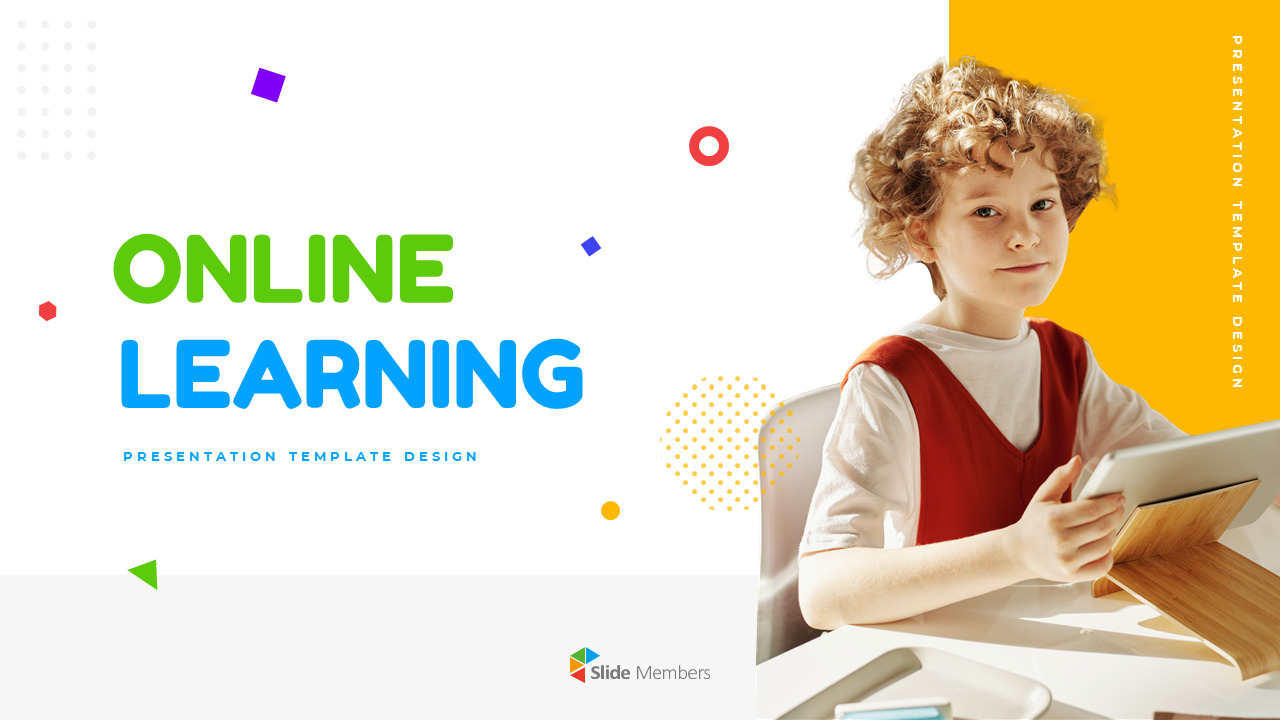 ONLINE
LEARNING
PRESENTATION TEMPLATE DESIGN
Slide Members
PRESENTATION TEMPLATE DESIGN